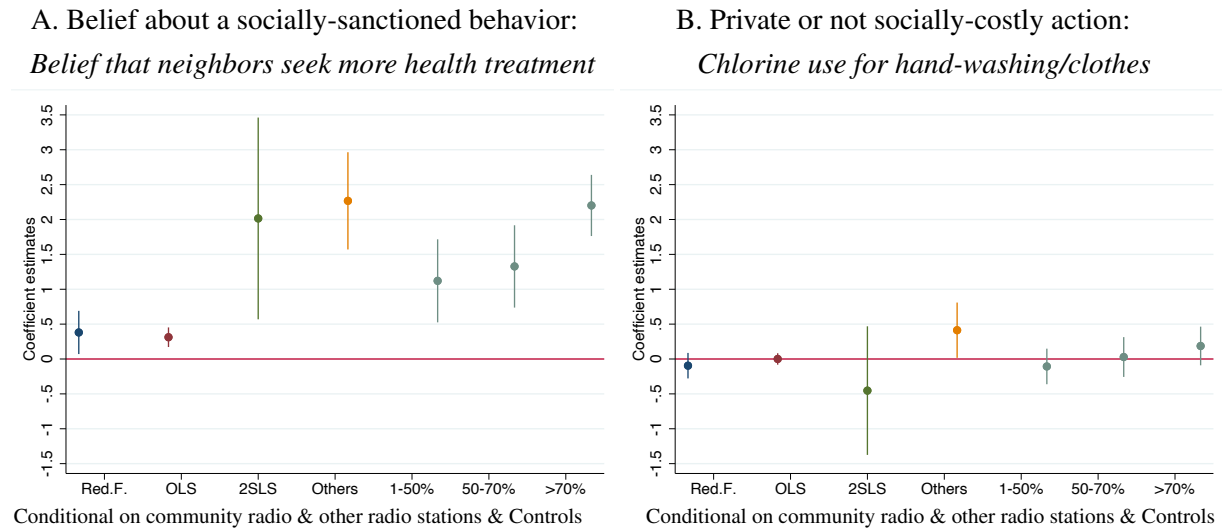 A. Belief about a socially-sanctioned behavior:
Belief that neighbors seek more health treatment
Coefficient estimates
3.5
3
2.5
2
1.5
1
.5
0
-.5
-1
-1.5
Red.F. OLS 2SLS Others 1-50% 50-70% >70%
Conditional on community radio & other radio stations & Controls
B. Private or not socially-costly action:
Chlorine use for hand-washing/clothes
Coefficient estimates
3.5
3
2.5
2
1.5
1
.5
0
-.5
-1
-1.5
Red.F. OLS 2SLS Others 1-50% 50-70% >70%
Conditional on community radio & other radio stations & Controls